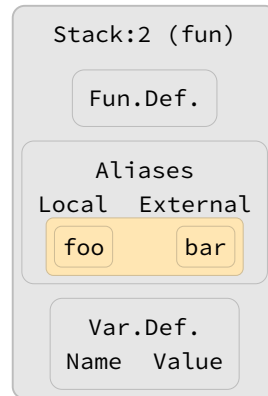 Stack:2 (fun)
Fun.Def.
Aliases
Local External
foo bar
Var.Def.
Name Value